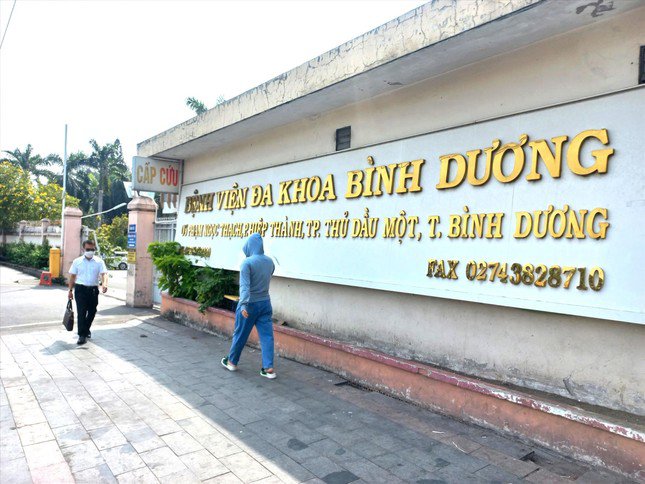 CẤP CỨU
BỆNH VIỆN ĐA KHOA BÌNH DƯƠNG
PHẠM NGỌC THẠCH, P.HIỆP THÀNH, TP. THỦ DẦU MỘT, T. BÌNH DƯƠNG
FAX 02743828710